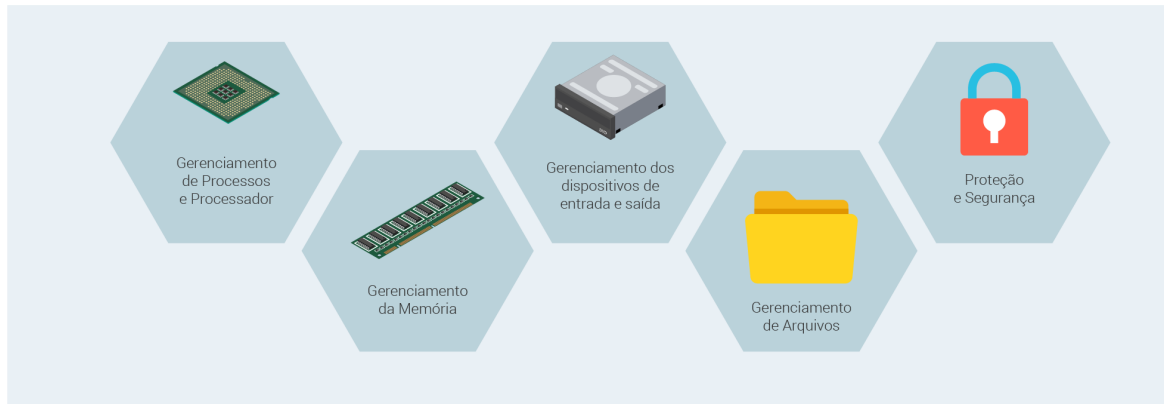 Gerenciamento
de Processos
e Processador
Gerenciamento
da Memória
Gerenciamento dos
dispositivos de
entrada e saída
Gerenciamento
de Arquivos
Proteção
e Segurança